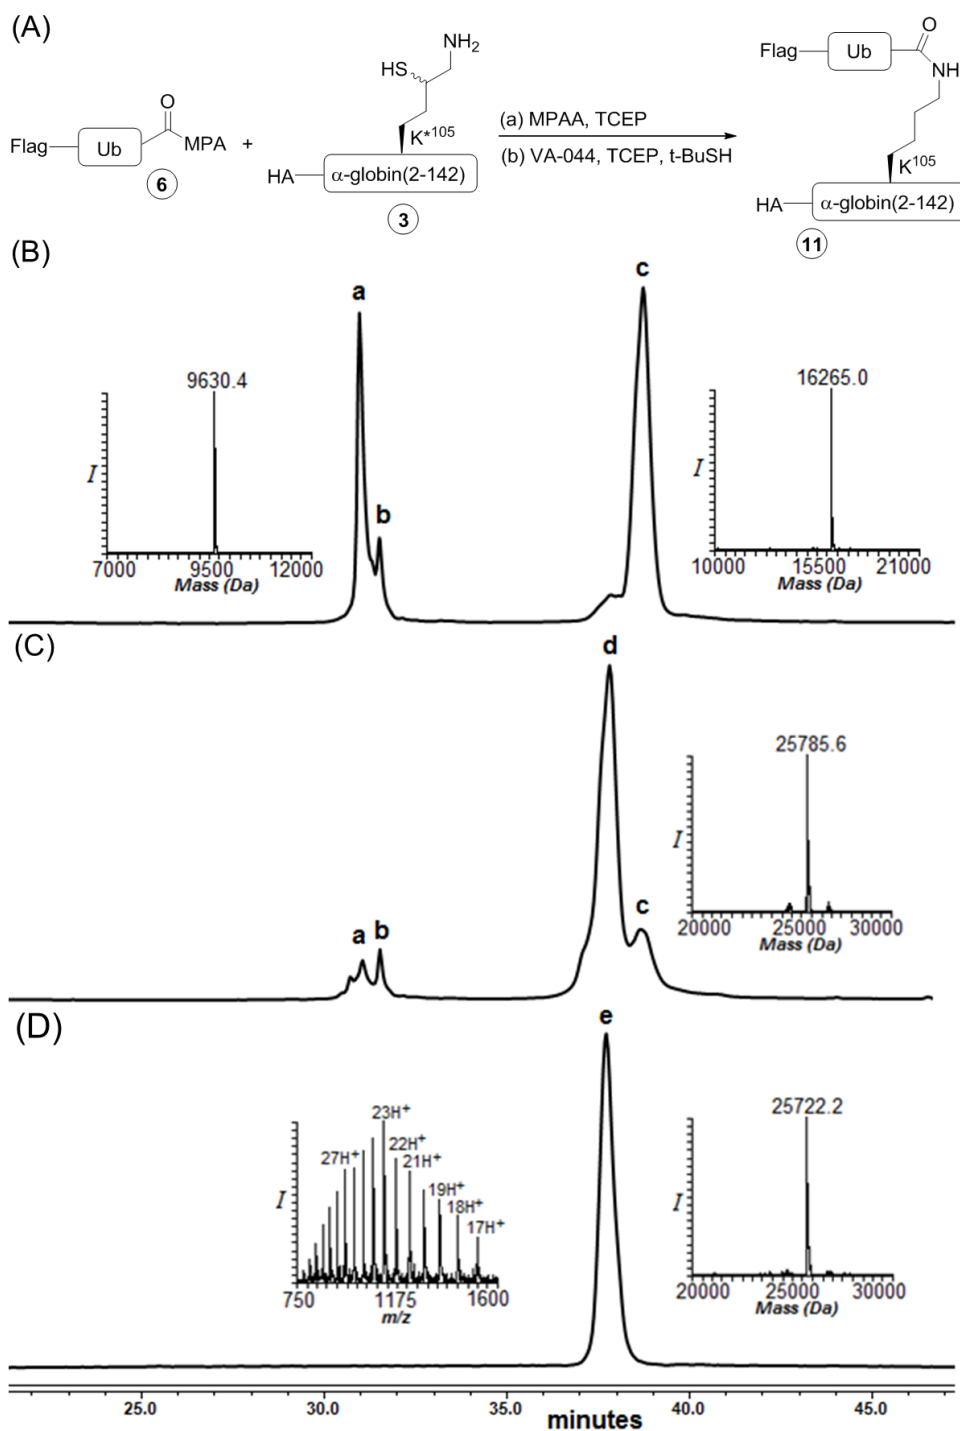 (A)
NH2
HS
O
Flag
Ub
MPA
+
6
K*105
HA
α-globin(2-142)
3
(a) MPAA, TCEP
(b) VA-044, TCEP, t-BuSH
O
Flag
Ub
NH
K105
HA
α-globin(2-142)
11
(B)
a
b
c
9630.4
I
7000 9500 12000
Mass (Da)
16265.0
I
10000 15500 21000
Mass (Da)
(C)
d
a
b
c
25785.6
I
20000 25000 30000
Mass (Da)
(D)
e
23H+
27H+
22H+
21H+
19H+
18H+
17H+
I
750 1175 1600
m/z
25722.2
I
20000 25000 30000
Mass (Da)
25.0 30.0 35.0 40.0 45.0
minutes